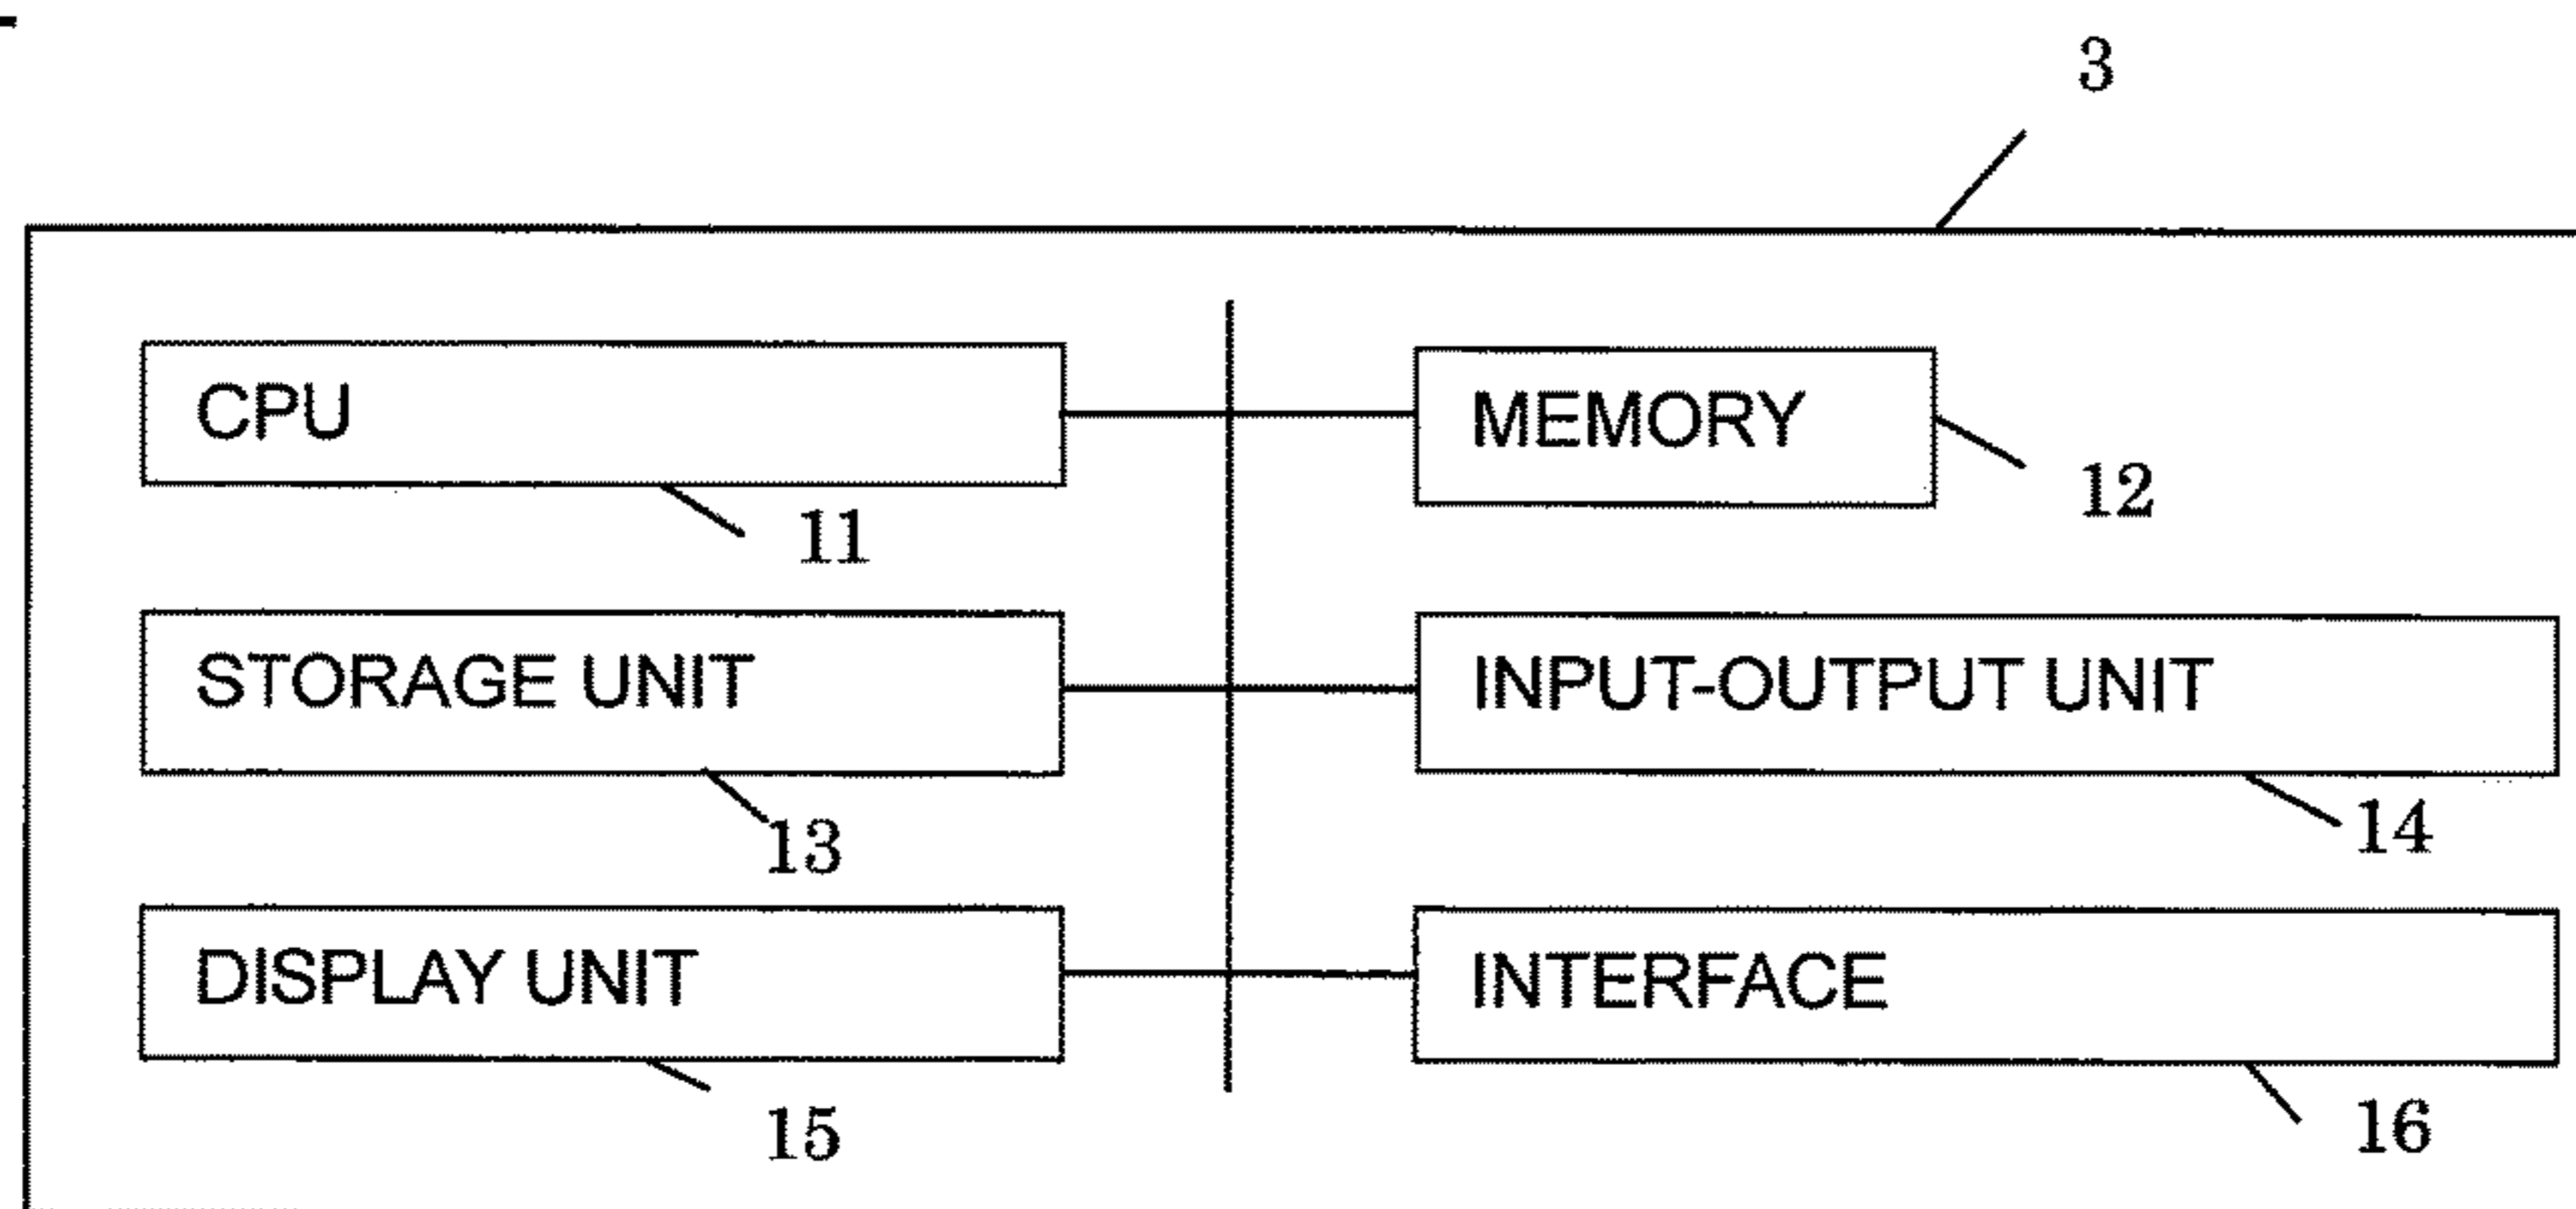 3
CPU
MEMORY
11
12
STORAGE UNIT
INPUT-OUTPUT UNIT
13
14
DISPLAY UNIT
INTERFACE
15
16